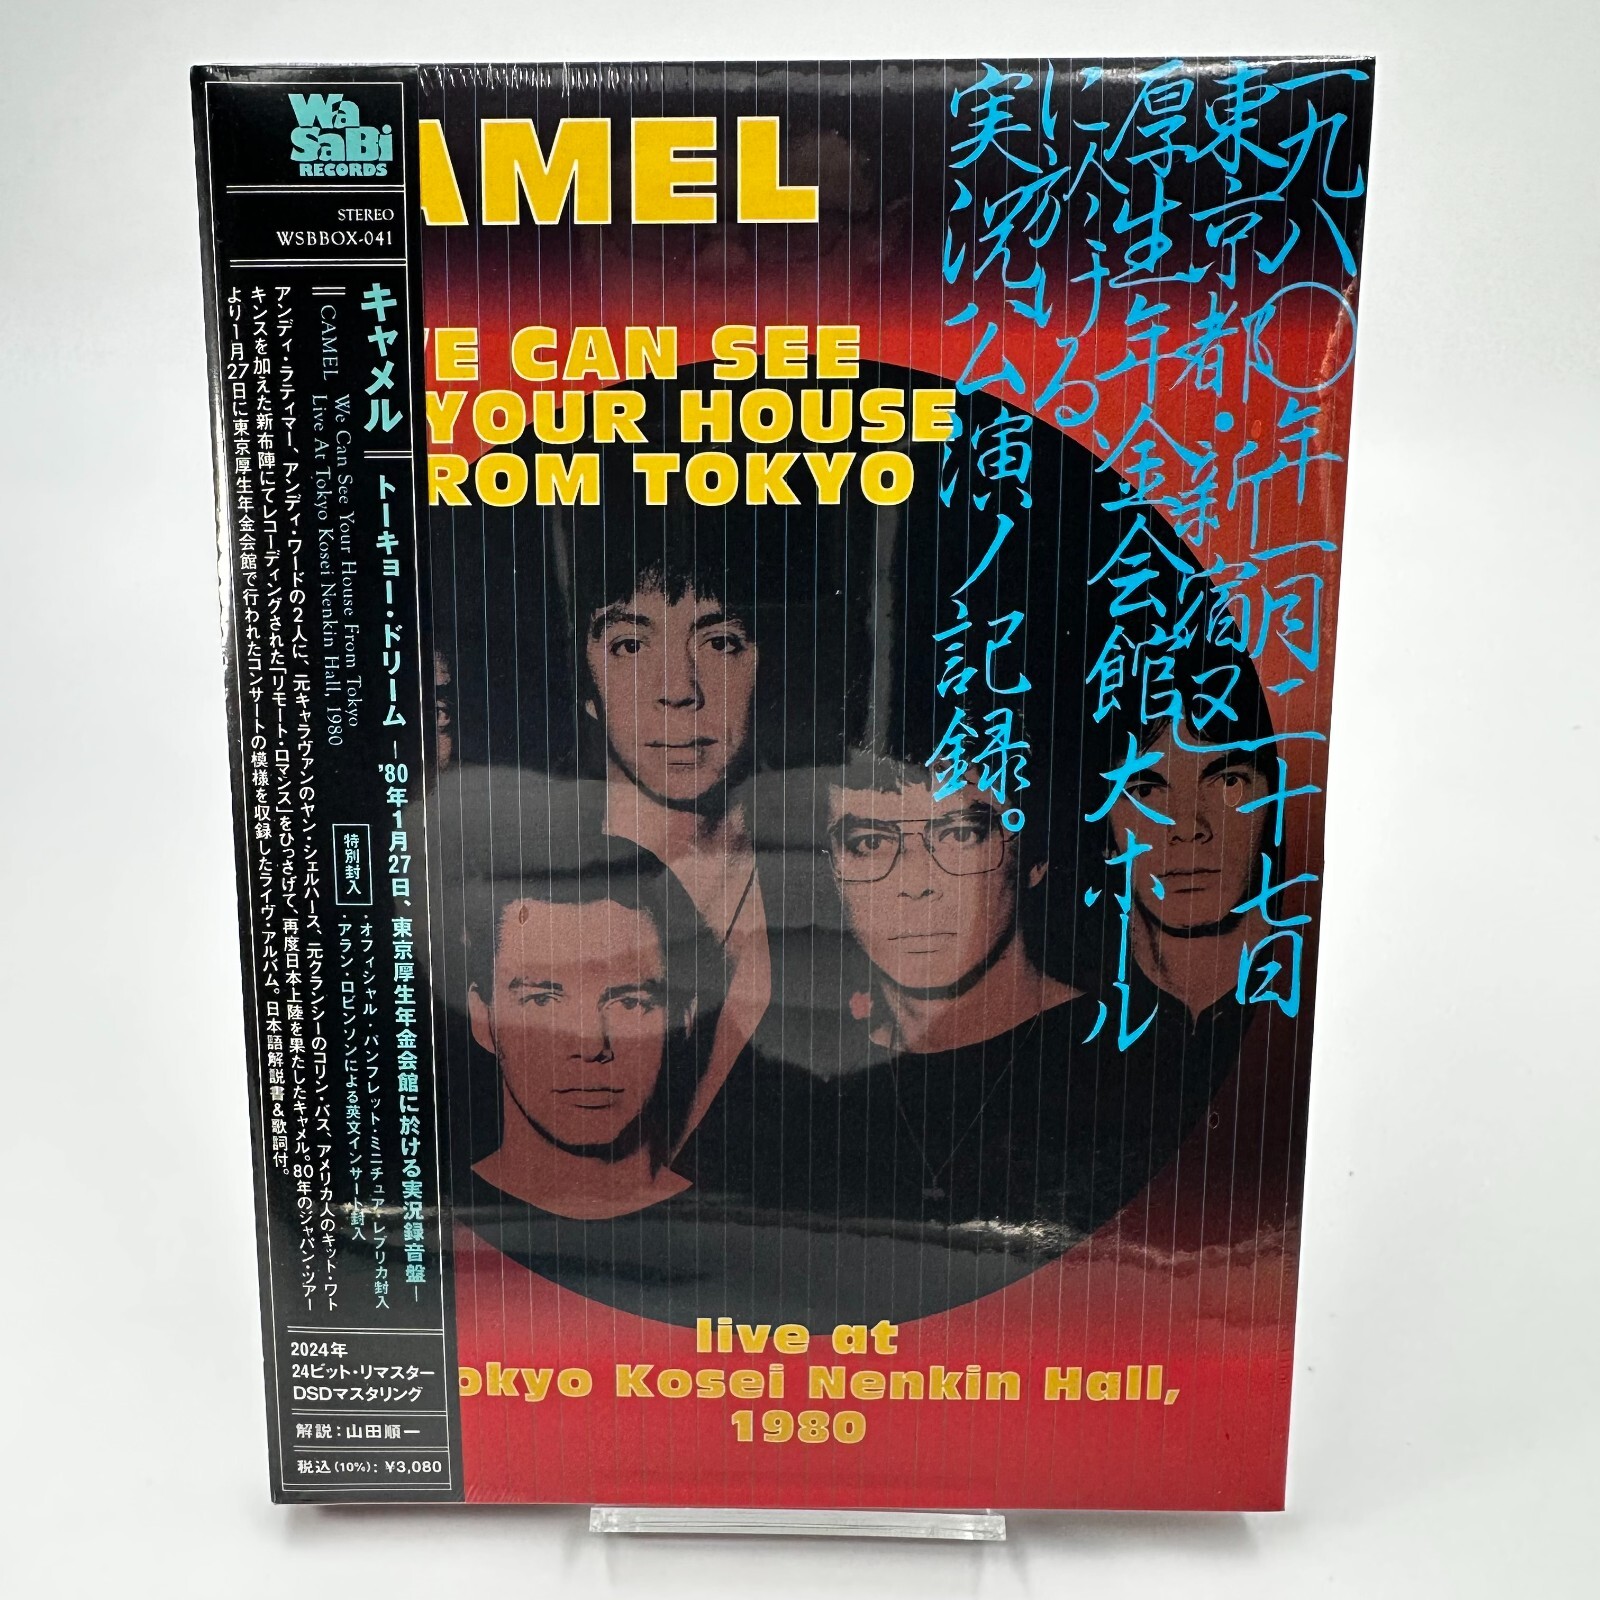 Wa
SaBi
RECORDS
STEREO
WSBBOX-041
キャメル トーキョー・ドリーム –'80年1月27日、東京厚生年金会館に於ける実況録音盤–
CAMEL We Can See Your House From Tokyo
Live At Tokyo Kosei Nenkin Hall, 1980
特別封入
・オフィシャル・パンフレット・ミニチュア・レプリカ封入
・アラン・ロビンソンによる英文インサート封入
アンディ・ラティマー、アンディ・ワードの2人に、元キャラヴァンのヤン・シェルハース、元クランシーのコリン・バス、アメリカ人のキット・ワト
キンスを加えた新布陣にてレコーディングされた「リモート・ロマンス」をひっさげて、再度日本上陸を果たしたキャメル。80年のジャパン・ツアー
より1月27日に東京厚生年金会館で行われたコンサートの模様を収録したライヴ・アルバム。日本語解説書&歌詞付。
2024年
24ビット・リマスター
DSDマスタリング
解説：山田順一
税込(10%)：¥3,080
AMEL
E CAN SEE
YOUR HOUSE
ROM TOKYO
一九八〇年一月二十七日
東京都・新宿区
厚生年金会館大ホール
に於ける、
実況公演ノ記録。
live at
okyo Kosei Nenkin Hall,
1980